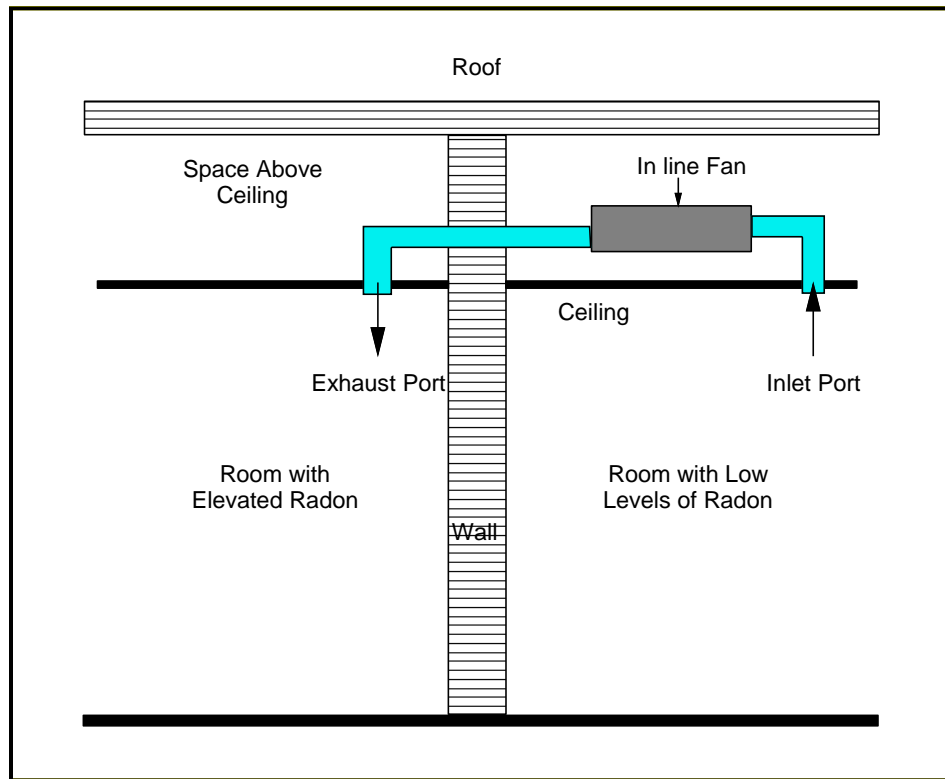 Roof
Space Above
Ceiling
In line Fan
Ceiling
Exhaust Port
Inlet Port
Room with
Elevated Radon
Room with Low
Levels of Radon
Wall